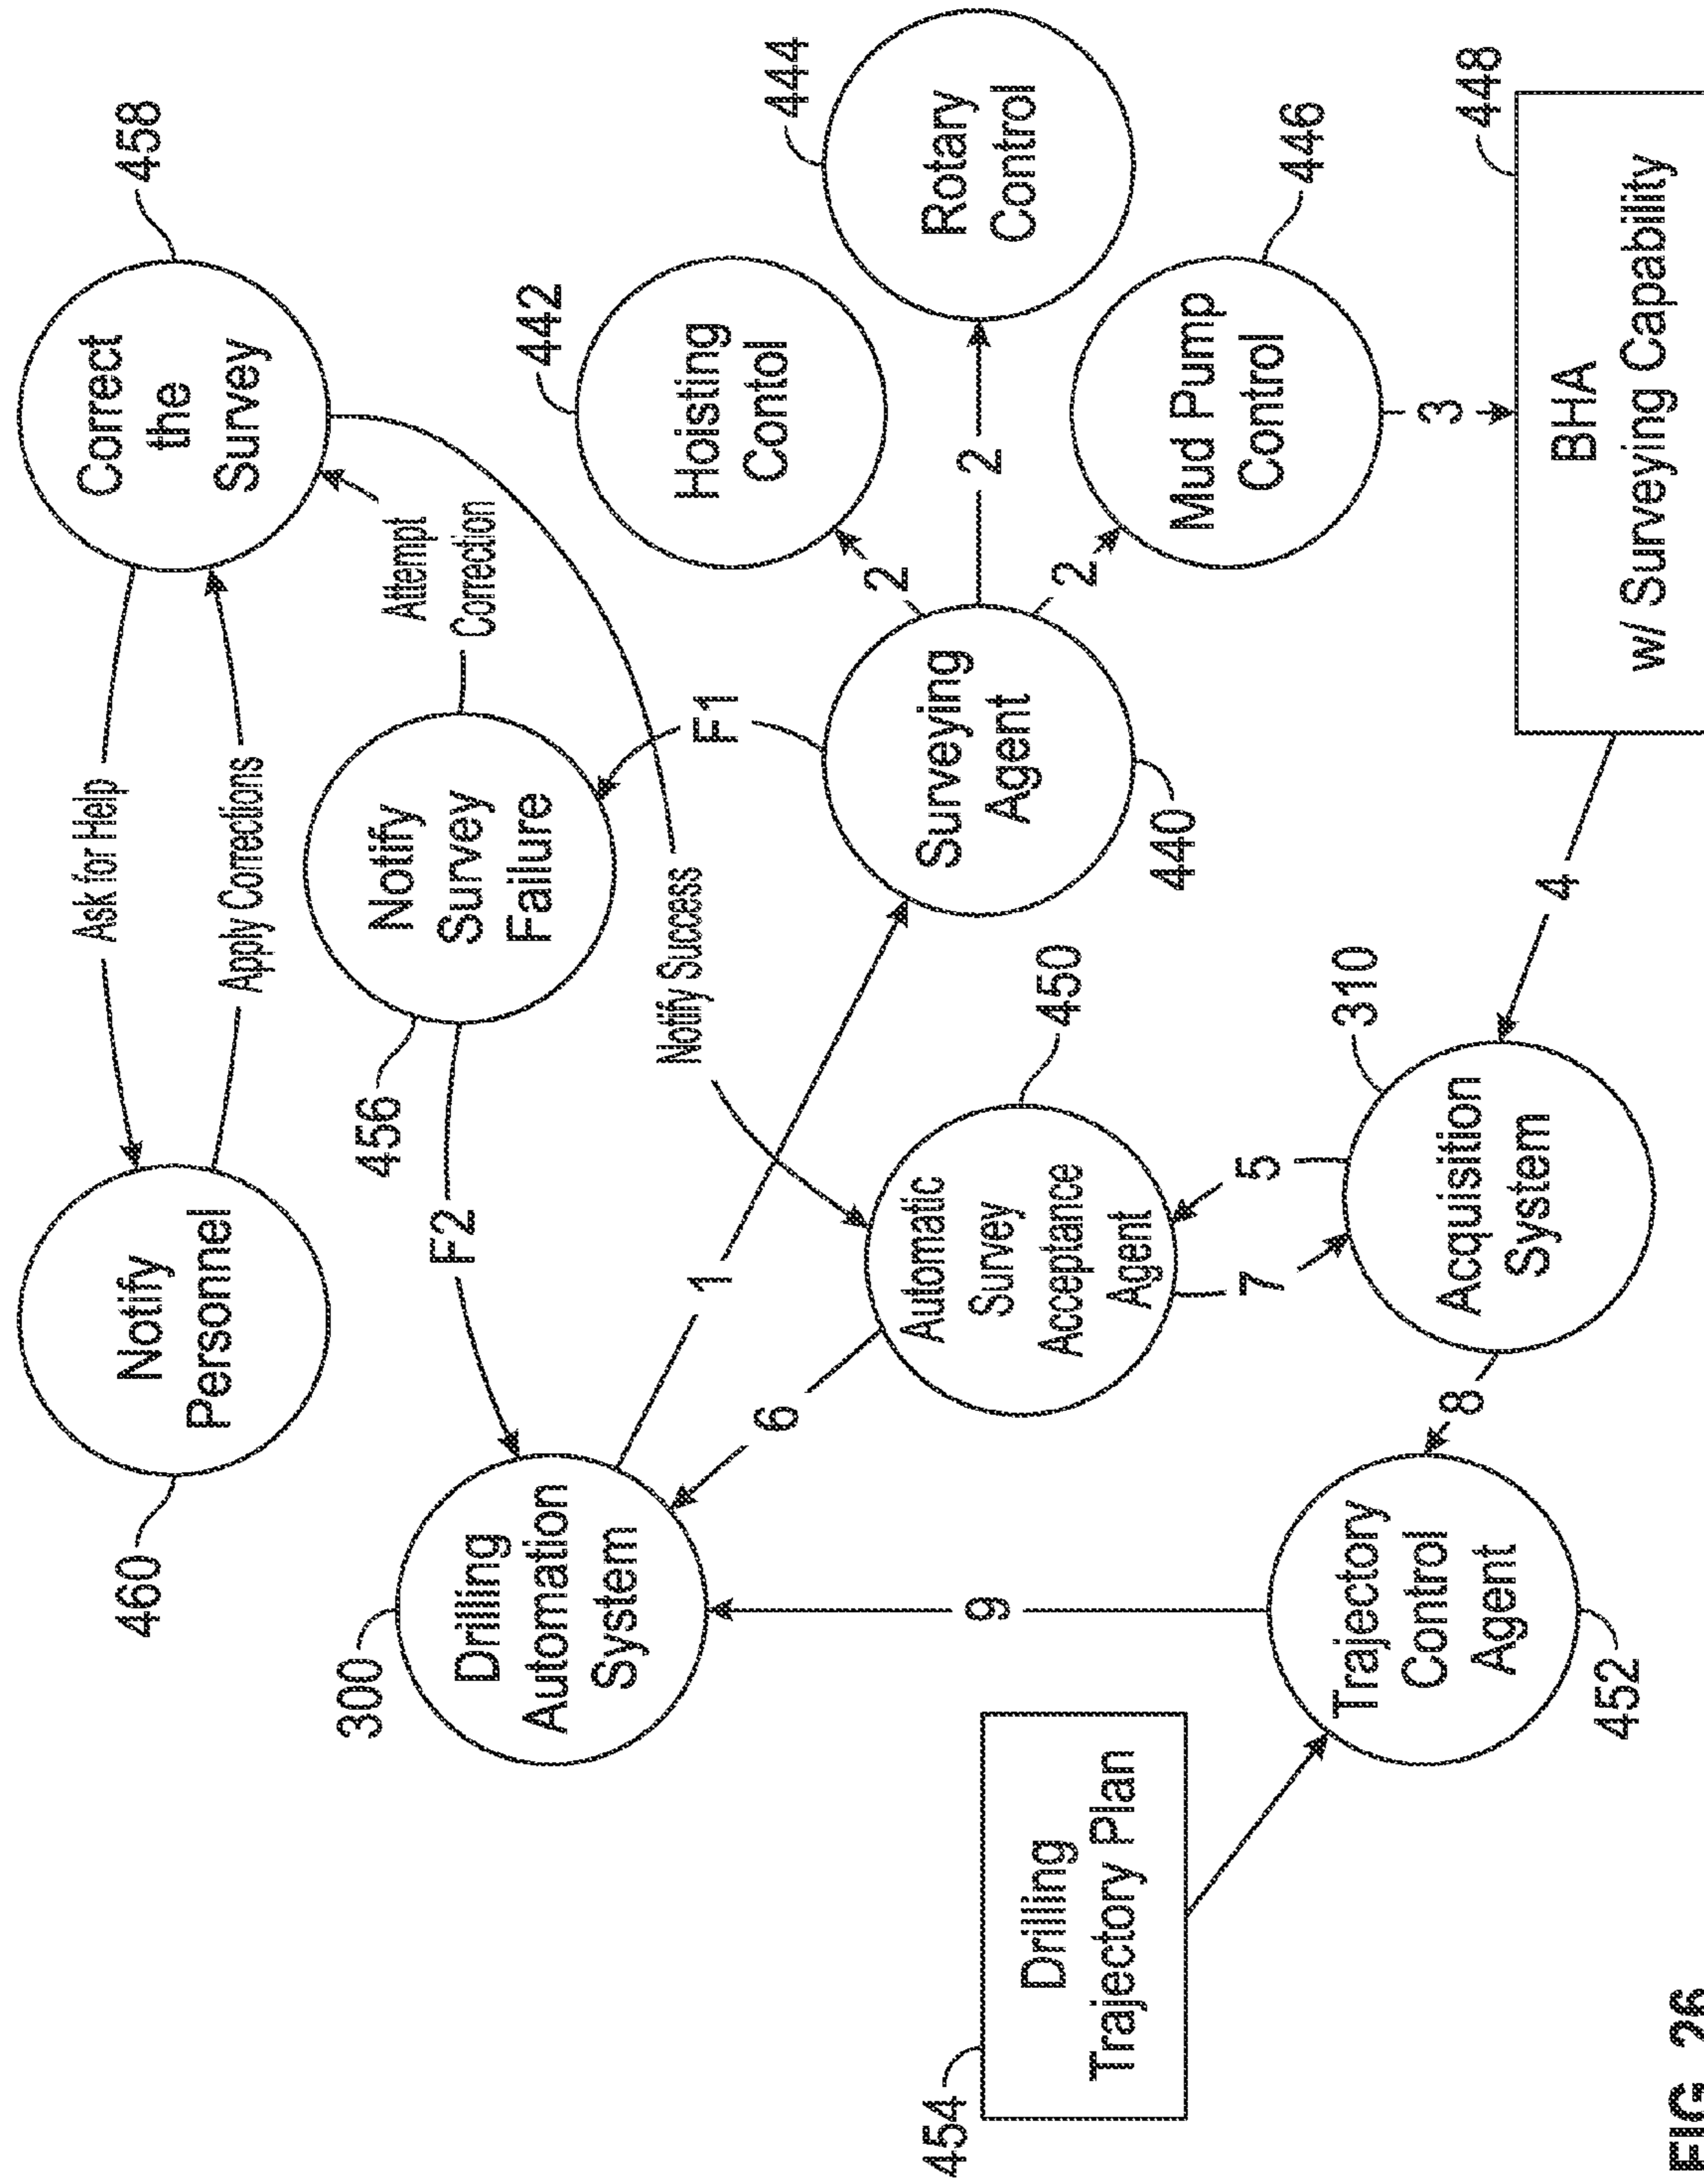 460
Notify
Personnel
Ask for Help
Apply Corrections
Correct
the
Survey
458
300
Drilling
Automation
System
F2
456
Notify
Survey
Failure
Attempt
Correction
Notify Success
F1
1
6
9
442
Hoisting
Contol
444
Rotary
Control
2
2
2
Surveying
Agent
440
Mud Pump
Control
446
3
Automatic
Survey
Acceptance
Agent
450
5
7
454
Drilling
Trajectory Plan
Trajectory
Control
Agent
452
8
Acquisition
System
310
4
448
BHA
w/ Surveying Capability
FIG. 26